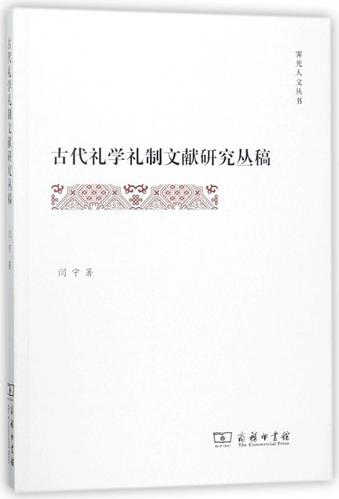 古代礼学礼制文献研究丛稿
闫宁 著
霁光人文丛书
古代礼学礼制文献研究丛稿
闫宁著
商务印书馆
The Commercial Press